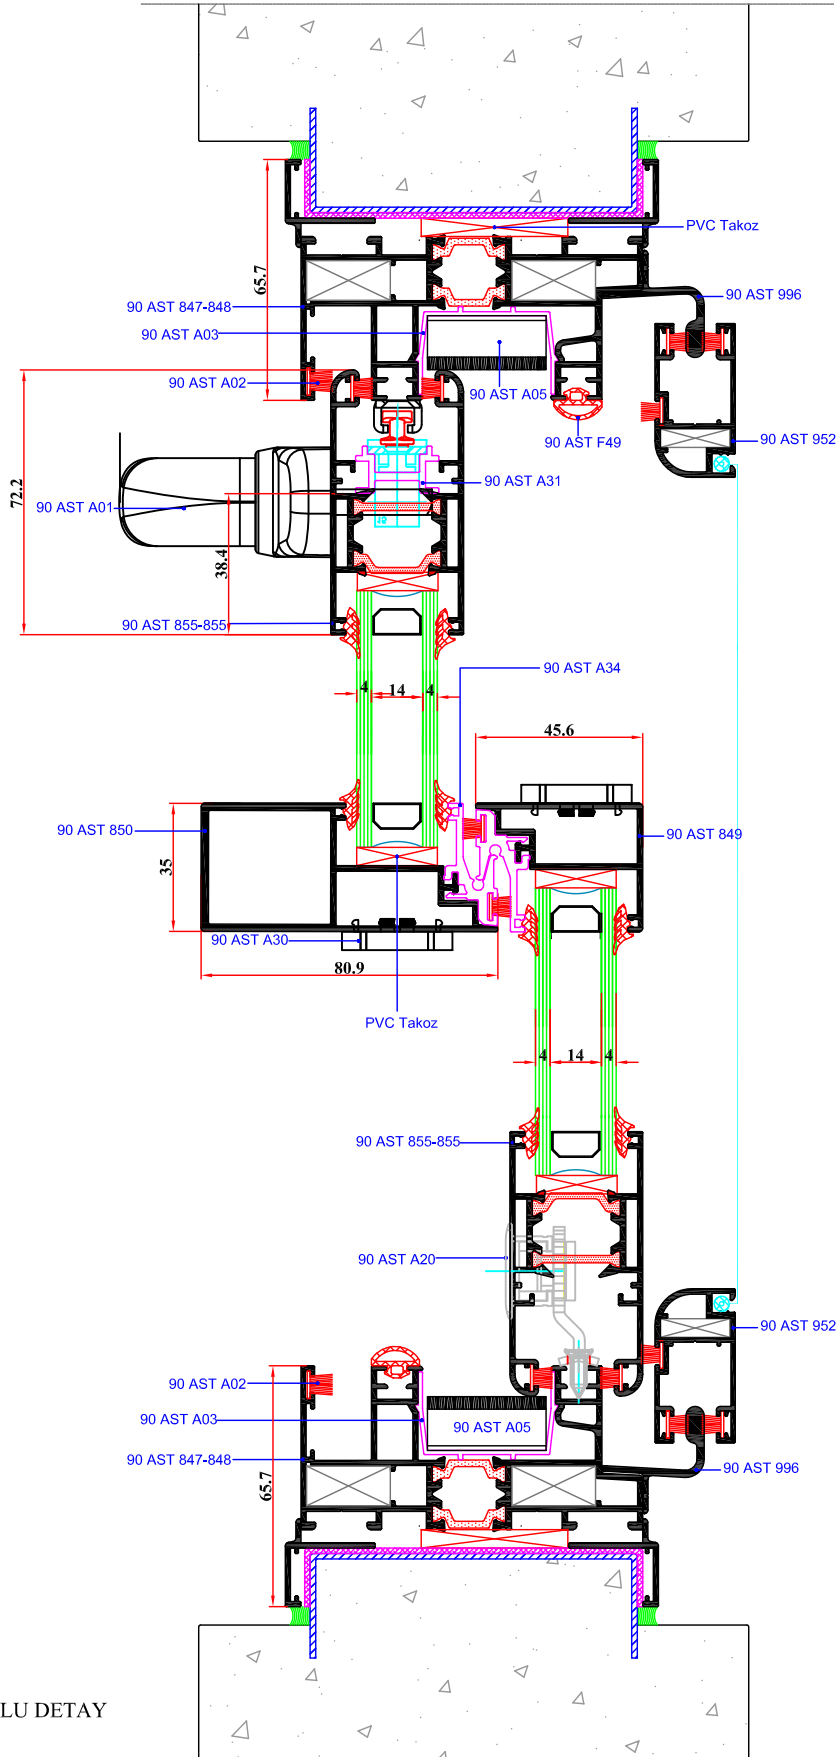 PVC Takoz
65.7
90 AST 996
90 AST 847-848
90 AST A03
90 AST A02
90 AST A05
90 AST F49
90 AST 952
72.2
90 AST A31
90 AST A01
38.4
90 AST 855-855
90 AST A34
4 14 4
45.6
90 AST 850
90 AST 849
35
90 AST A30
80.9
PVC Takoz
4 14 4
90 AST 855-855
90 AST A20
90 AST 952
90 AST A02
90 AST A03
90 AST A05
90 AST 847-848
90 AST 996
65.7
LU DETAY